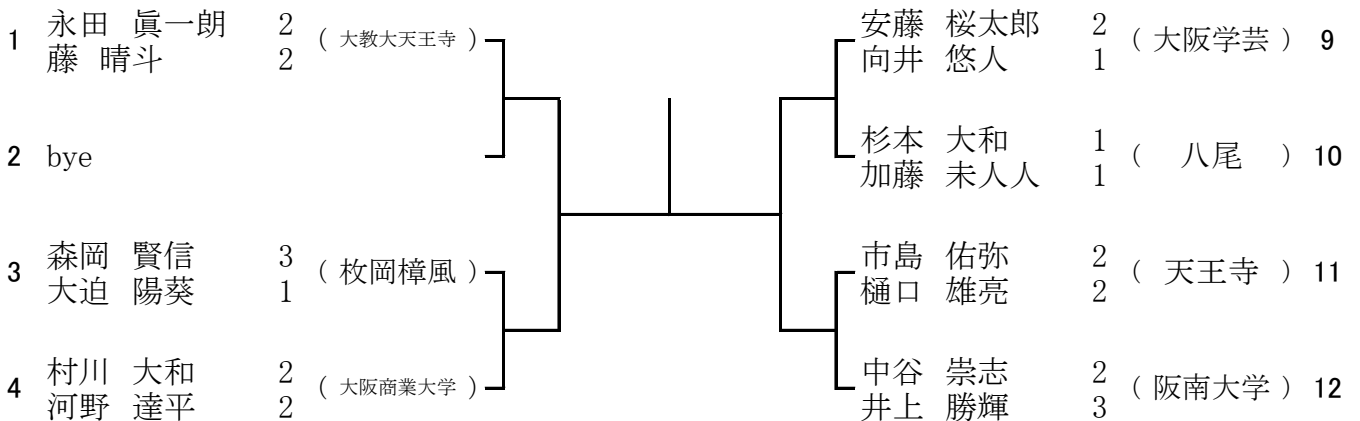 1 永田 眞一朗 2 ( 大教大天王寺 )
藤 晴斗 2
2 bye
3 森岡 賢信 3 ( 枚岡樟風 )
大迫 陽葵 1
4 村川 大和 2 ( 大阪商業大学 )
河野 達平 2
安藤 桜太郎 2 ( 大阪学芸 ) 9
向井 悠人 1
杉本 大和 1 ( 八尾 ) 10
加藤 未人人 1
市島 佑弥 2 ( 天王寺 ) 11
樋口 雄亮 2
中谷 崇志 2 ( 阪南大学 ) 12
井上 勝輝 3